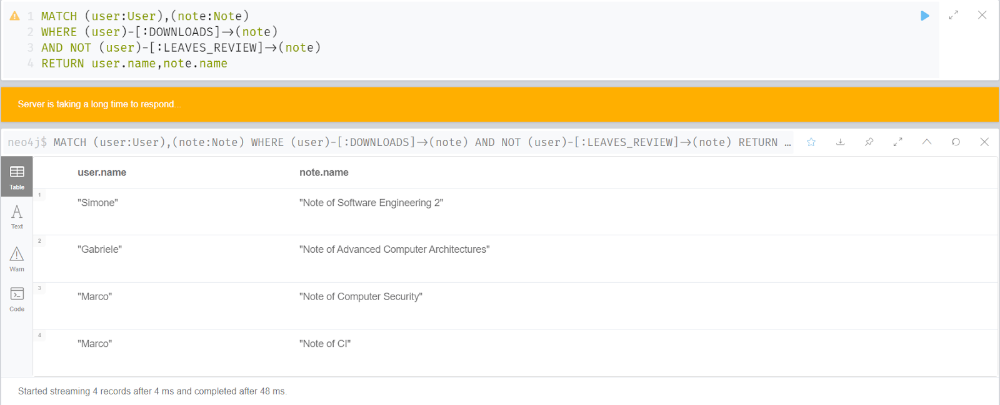 1 MATCH (user:User),(note:Note)
2 WHERE (user)-[:DOWNLOADS]→(note)
3 AND NOT (user)-[:LEAVES_REVIEW]→(note)
4 RETURN user.name,note.name
Server is taking a long time to respond...
neo4j$ MATCH (user:User),(note:Note) WHERE (user)-[:DOWNLOADS]→(note) AND NOT (user)-[:LEAVES_REVIEW]→(note) RETURN …
Table
Text
Warn
Code
user.name note.name
1 "Simone" "Note of Software Engineering 2"
2 "Gabriele" "Note of Advanced Computer Architectures"
3 "Marco" "Note of Computer Security"
4 "Marco" "Note of CI"
Started streaming 4 records after 4 ms and completed after 48 ms.